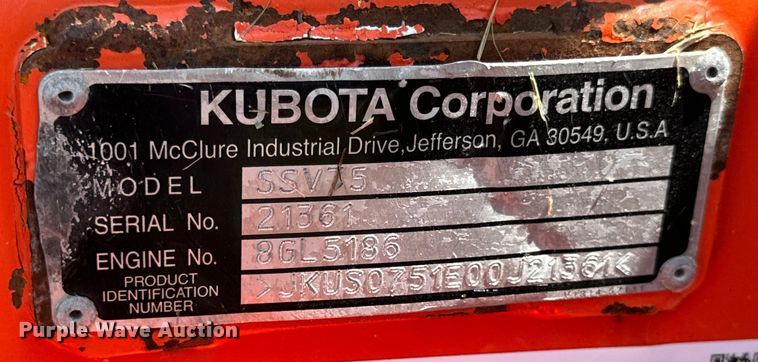 KUBOTA Corporation
1001 McClure Industrial Drive, Jefferson, GA 30549, U.S.A
MODEL SSV75
SERIAL No. 21361
ENGINE No. 8GL5186
PRODUCT
IDENTIFICATION
NUMBER >JKUS0751E00J21361<
Purple Wave Auction